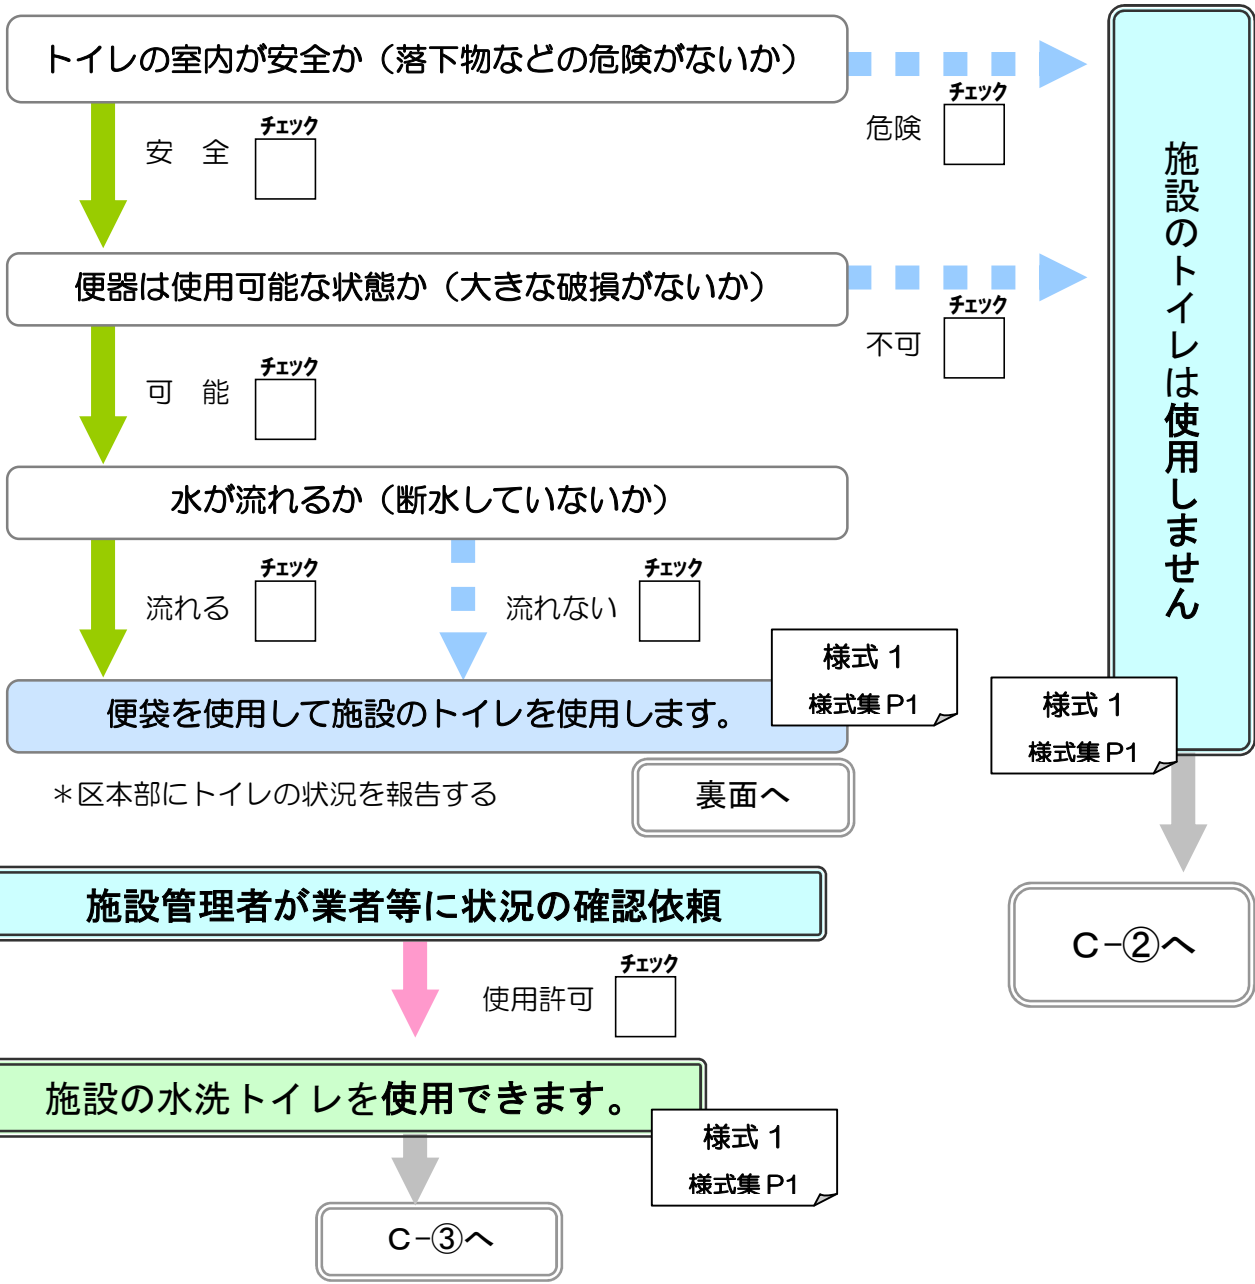 トイレの室内が安全か（落下物などの危険がないか）
チェック
危険
チェック
安　全
便器は使用可能な状態か（大きな破損がないか）
チェック
不可
チェック
可　能
水が流れるか（断水していないか）
チェック
流れる
チェック
流れない
施設のトイレは使用しません
様式 1
様式集 P1
便袋を使用して施設のトイレを使用します。
様式 1
様式集 P1
＊区本部にトイレの状況を報告する
裏面へ
施設管理者が業者等に状況の確認依頼
C-②へ
チェック
使用許可
施設の水洗トイレを使用できます。
様式 1
様式集 P1
C-③へ